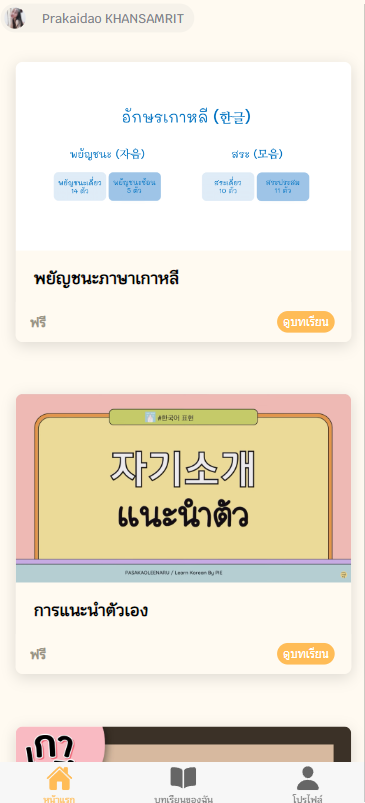 Prakaidao KHANSAMRIT
อักษรเกาหลี (한글)
พยัญชนะ (자음)
สระ (모음)
พยัญชนะเดี่ยว
14 ตัว
พยัญชนะซ้อน
5 ตัว
สระเดี่ยว
10 ตัว
สระประสม
11 ตัว
พยัญชนะภาษาเกาหลี
ฟรี
ดูบทเรียน
#한국어 표현
자기소개
แนะนำตัว
PASAKAOLEENARU / Learn Korean By PIE
การแนะนำตัวเอง
ฟรี
ดูบทเรียน
หน้าแรก
บทเรียนของฉัน
โปรไฟล์